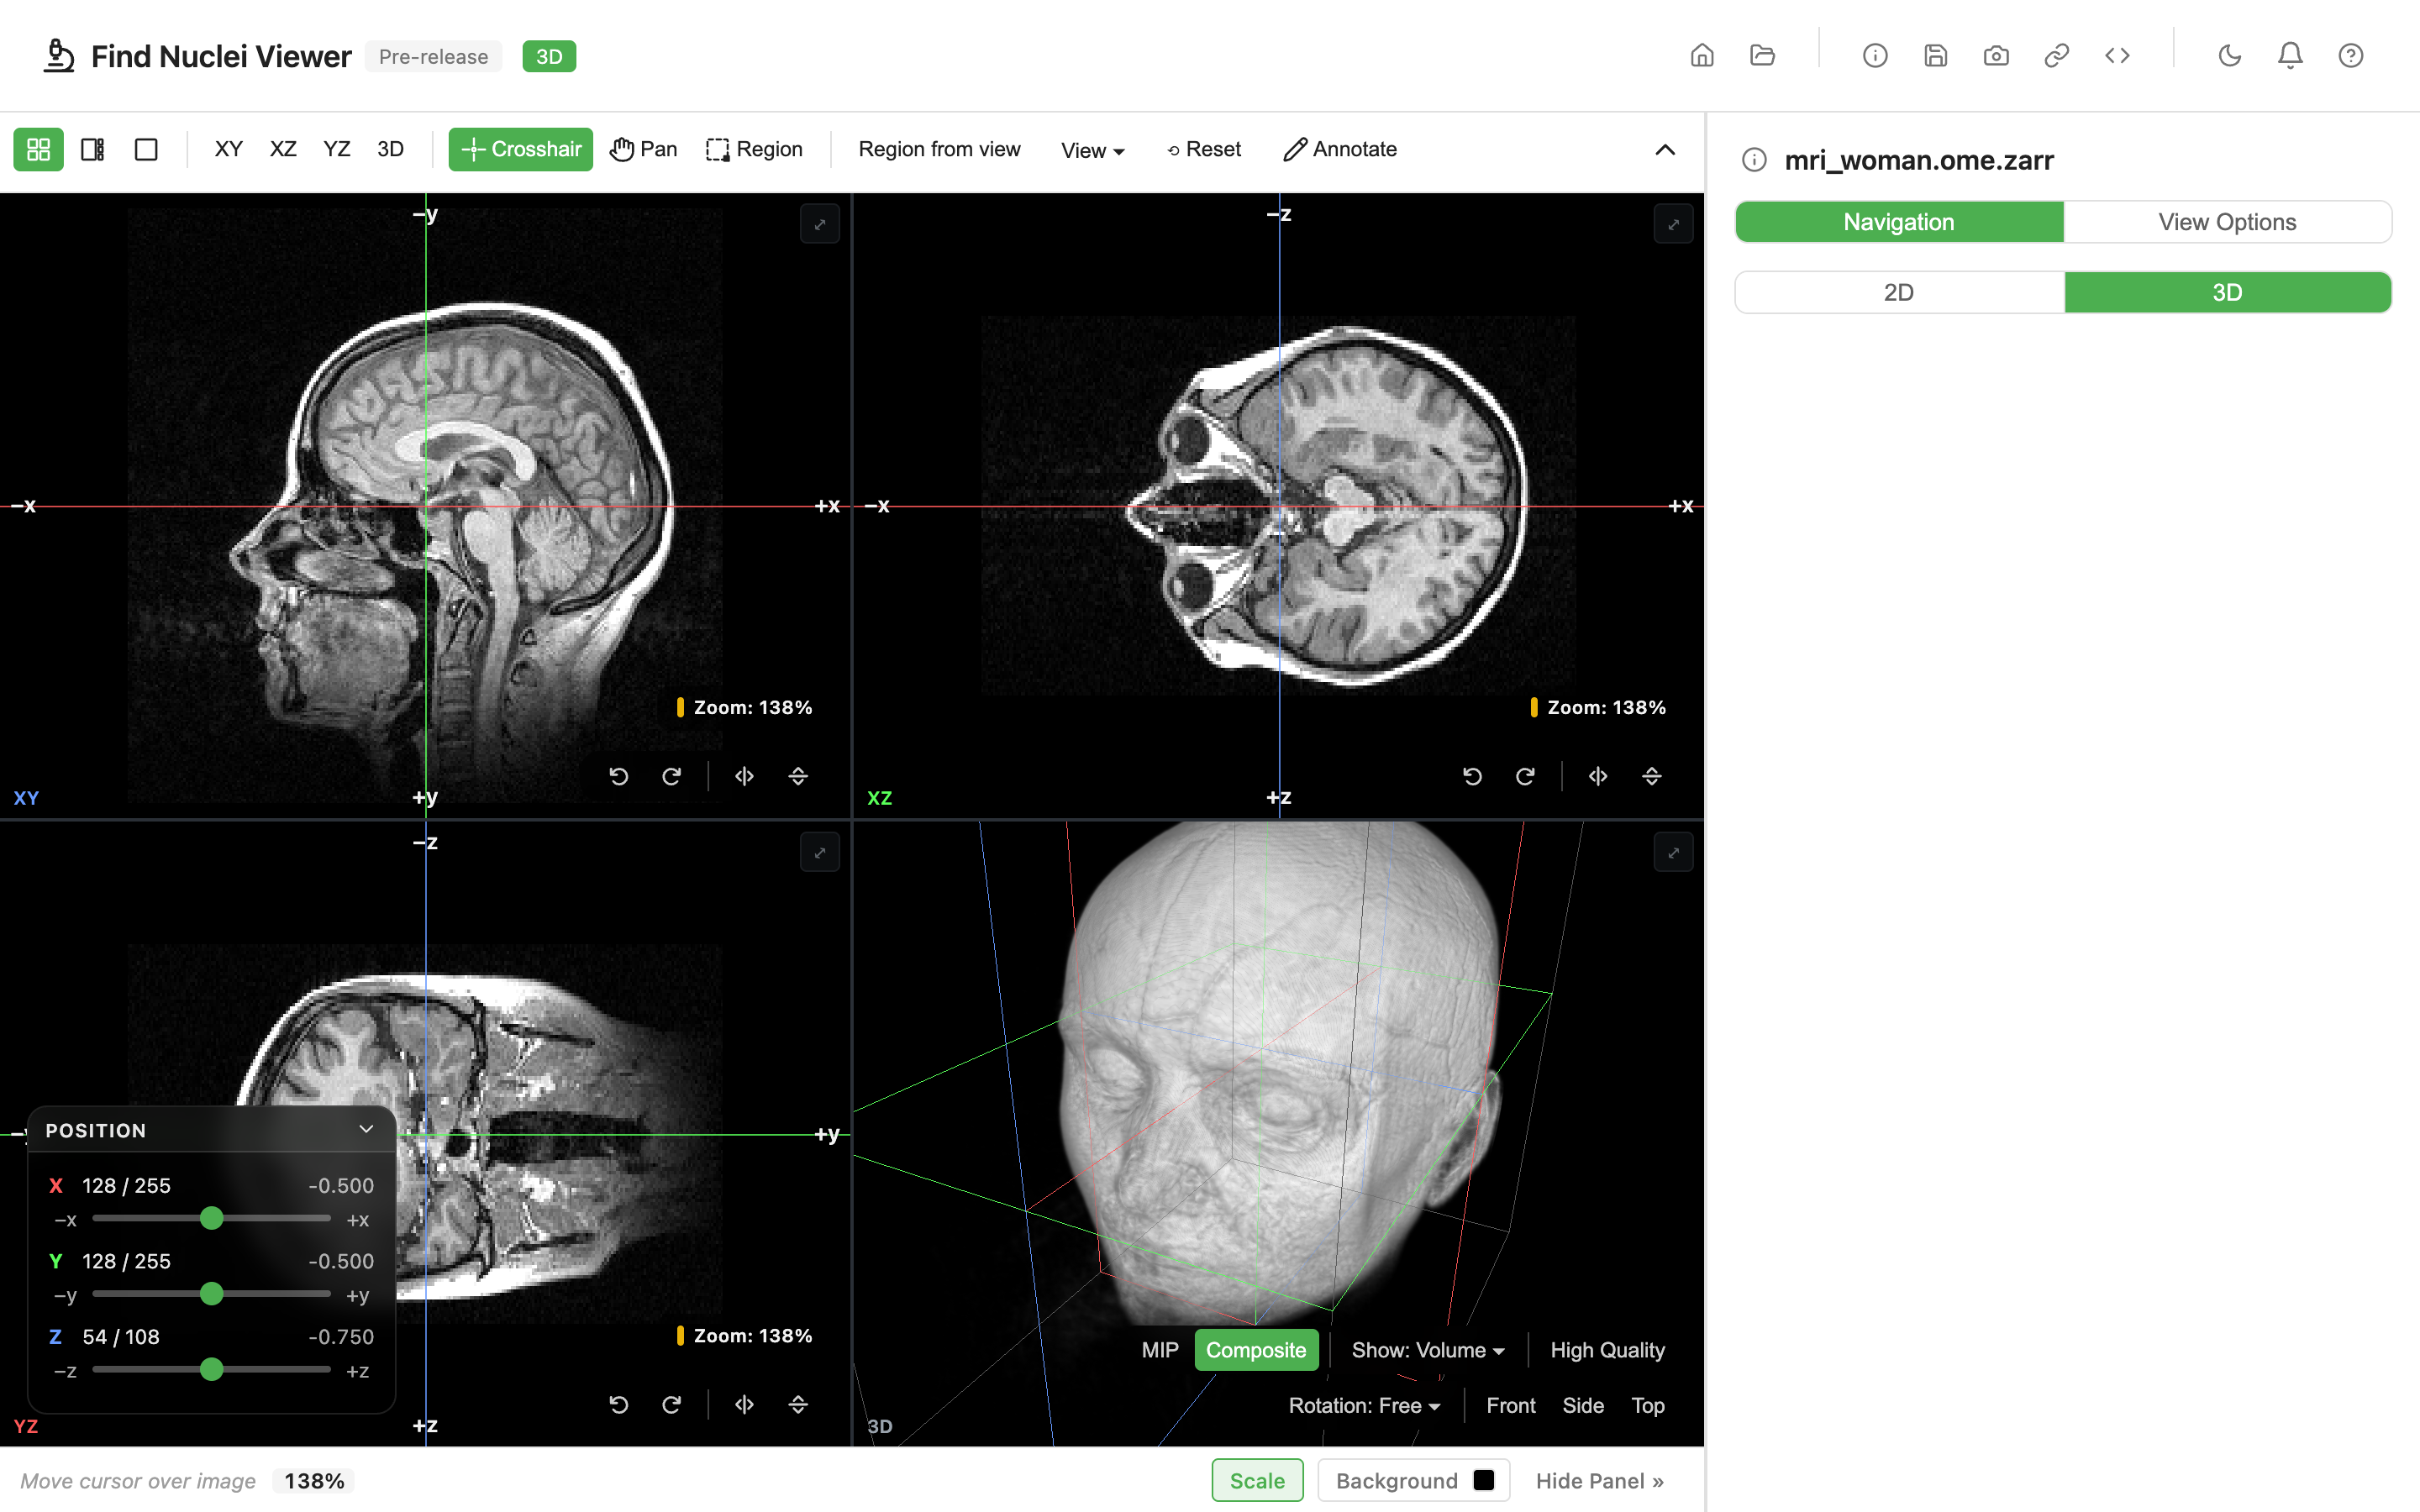 Find Nuclei Viewer Pre-release 3D
XY XZ YZ 3D Crosshair Pan Region Region from view View Reset Annotate
mri_woman.ome.zarr
Navigation View Options
2D 3D
−y
−x +x
Zoom: 138%
XY +y
−z
−x +x
Zoom: 138%
XZ +z
−z
+y
POSITION
X 128 / 255 -0.500
−x +x
Y 128 / 255 -0.500
−y +y
Z 54 / 108 -0.750
−z +z
Zoom: 138%
YZ +z
MIP Composite Show: Volume High Quality
Rotation: Free Front Side Top
3D
Move cursor over image 138% Scale Background Hide Panel »